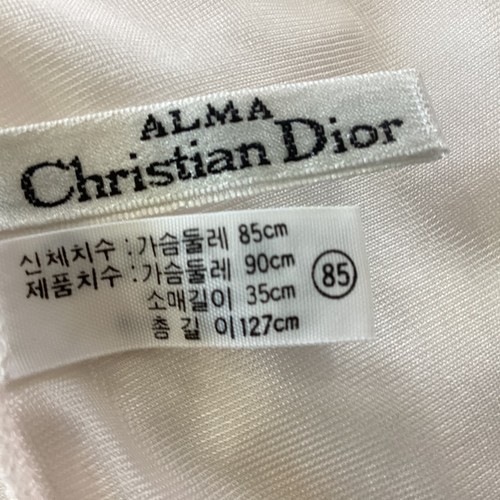 ALMA
Christian Dior
신체치수 : 가슴둘레 85cm
제품치수 : 가슴둘레 90cm
소매길이 35cm
총 길 이 127cm
85